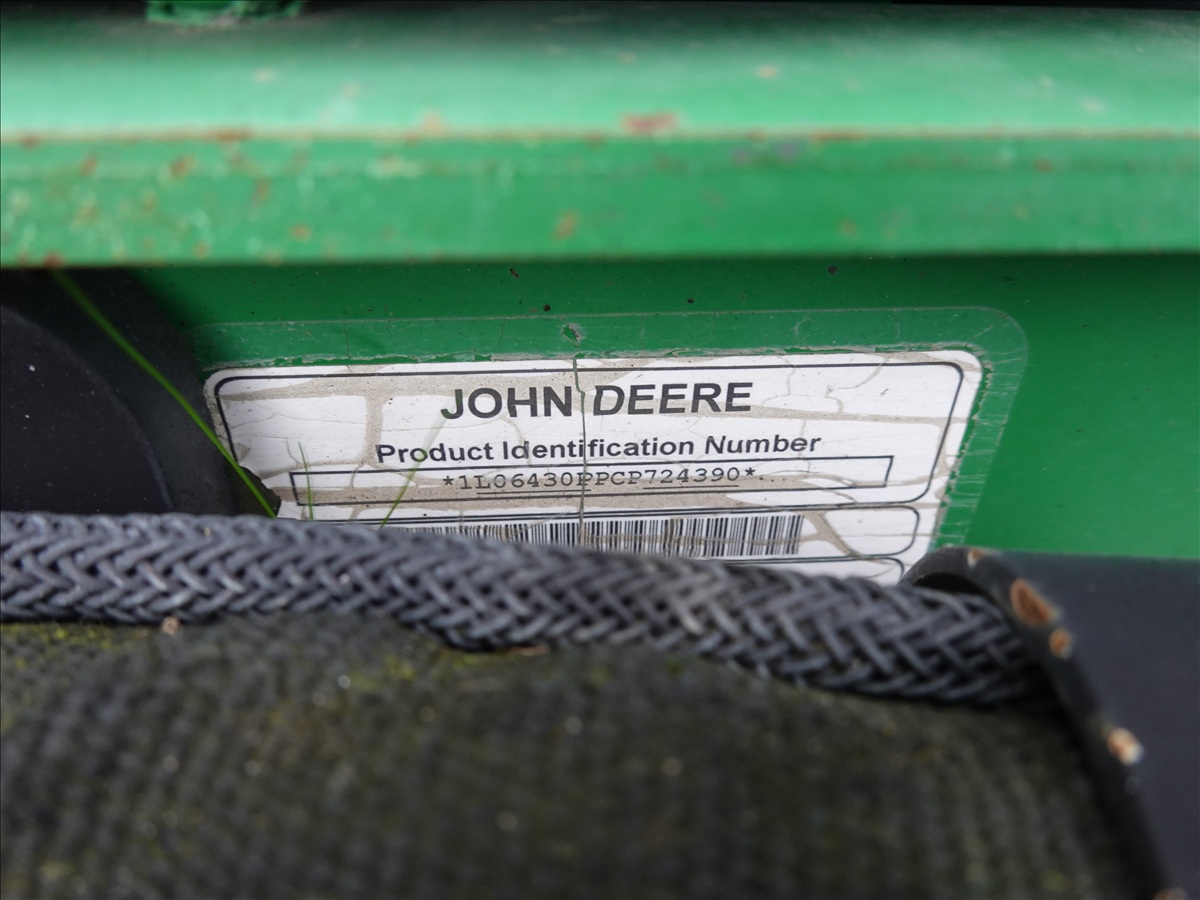 JOHN DEERE
Product Identification Number
*1L06430PPCP724390*